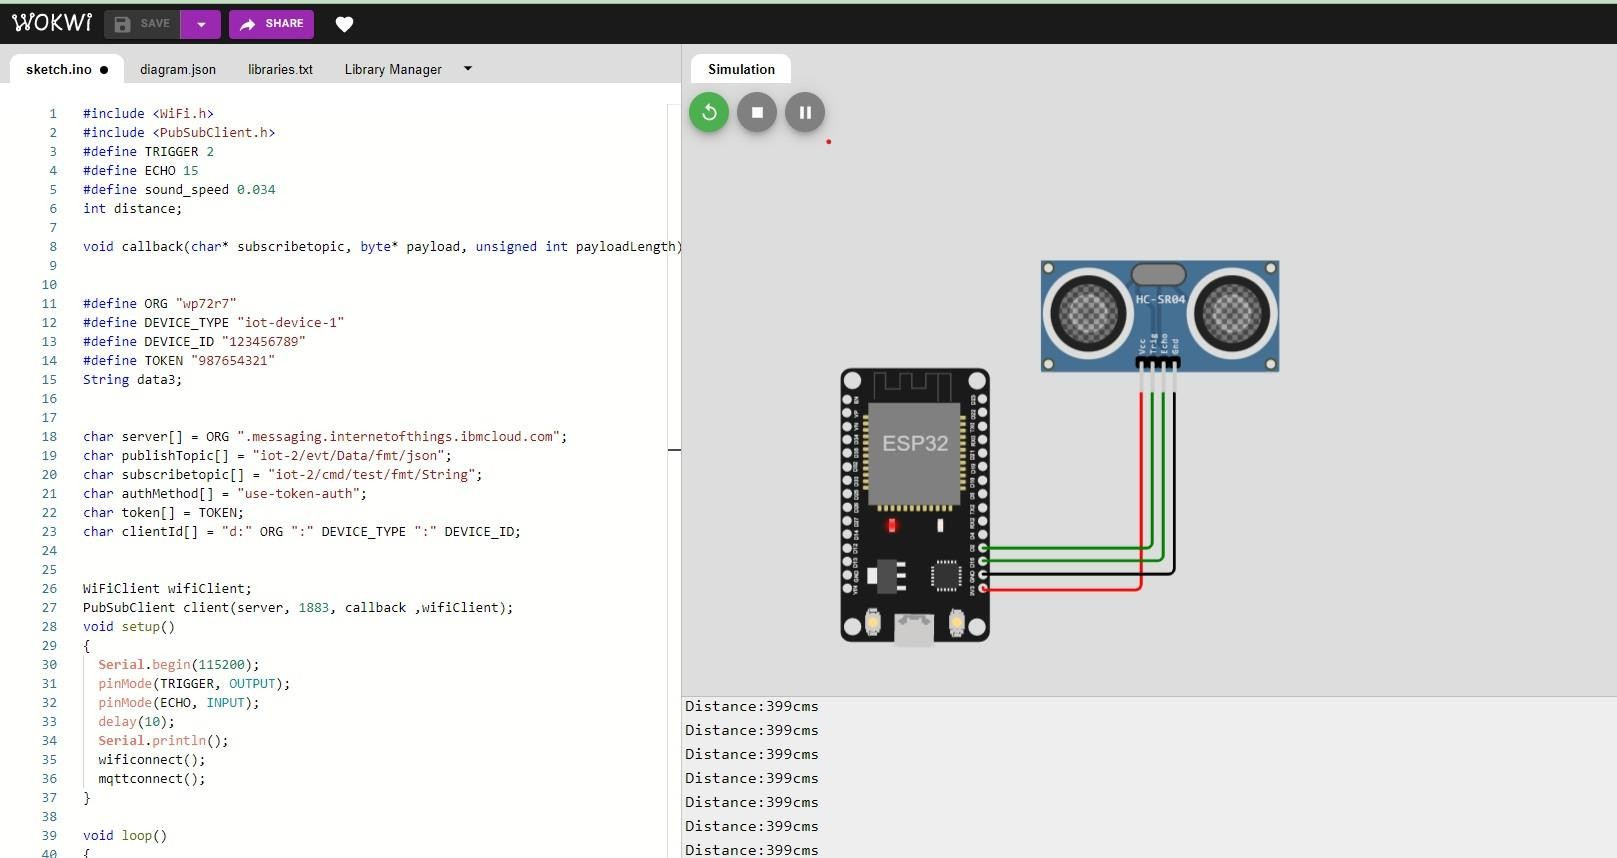 WOKWI
SAVE
SHARE
sketch.ino
diagram.json
libraries.txt
Library Manager
Simulation
1 #include <WiFi.h>
2 #include <PubSubClient.h>
3 #define TRIGGER 2
4 #define ECHO 15
5 #define sound_speed 0.034
6 int distance;
7
8 void callback(char* subscribetopic, byte* payload, unsigned int payloadLength)
9
10
11 #define ORG "wp72r7"
12 #define DEVICE_TYPE "iot-device-1"
13 #define DEVICE_ID "123456789"
14 #define TOKEN "987654321"
15 String data3;
16
17
18 char server[] = ORG ".messaging.internetofthings.ibmcloud.com";
19 char publishTopic[] = "iot-2/evt/Data/fmt/json";
20 char subscribetopic[] = "iot-2/cmd/test/fmt/String";
21 char authMethod[] = "use-token-auth";
22 char token[] = TOKEN;
23 char clientId[] = "d:" ORG ":" DEVICE_TYPE ":" DEVICE_ID;
24
25
26 WiFiClient wifiClient;
27 PubSubClient client(server, 1883, callback ,wifiClient);
28 void setup()
29 {
30 Serial.begin(115200);
31 pinMode(TRIGGER, OUTPUT);
32 pinMode(ECHO, INPUT);
33 delay(10);
34 Serial.println();
35 wificonnect();
36 mqttconnect();
37 }
38
39 void loop()
40 {
HC-SR04
Vcc
Trig
Echo
Gnd
ESP32
Distance:399cms
Distance:399cms
Distance:399cms
Distance:399cms
Distance:399cms
Distance:399cms
Distance:399cms